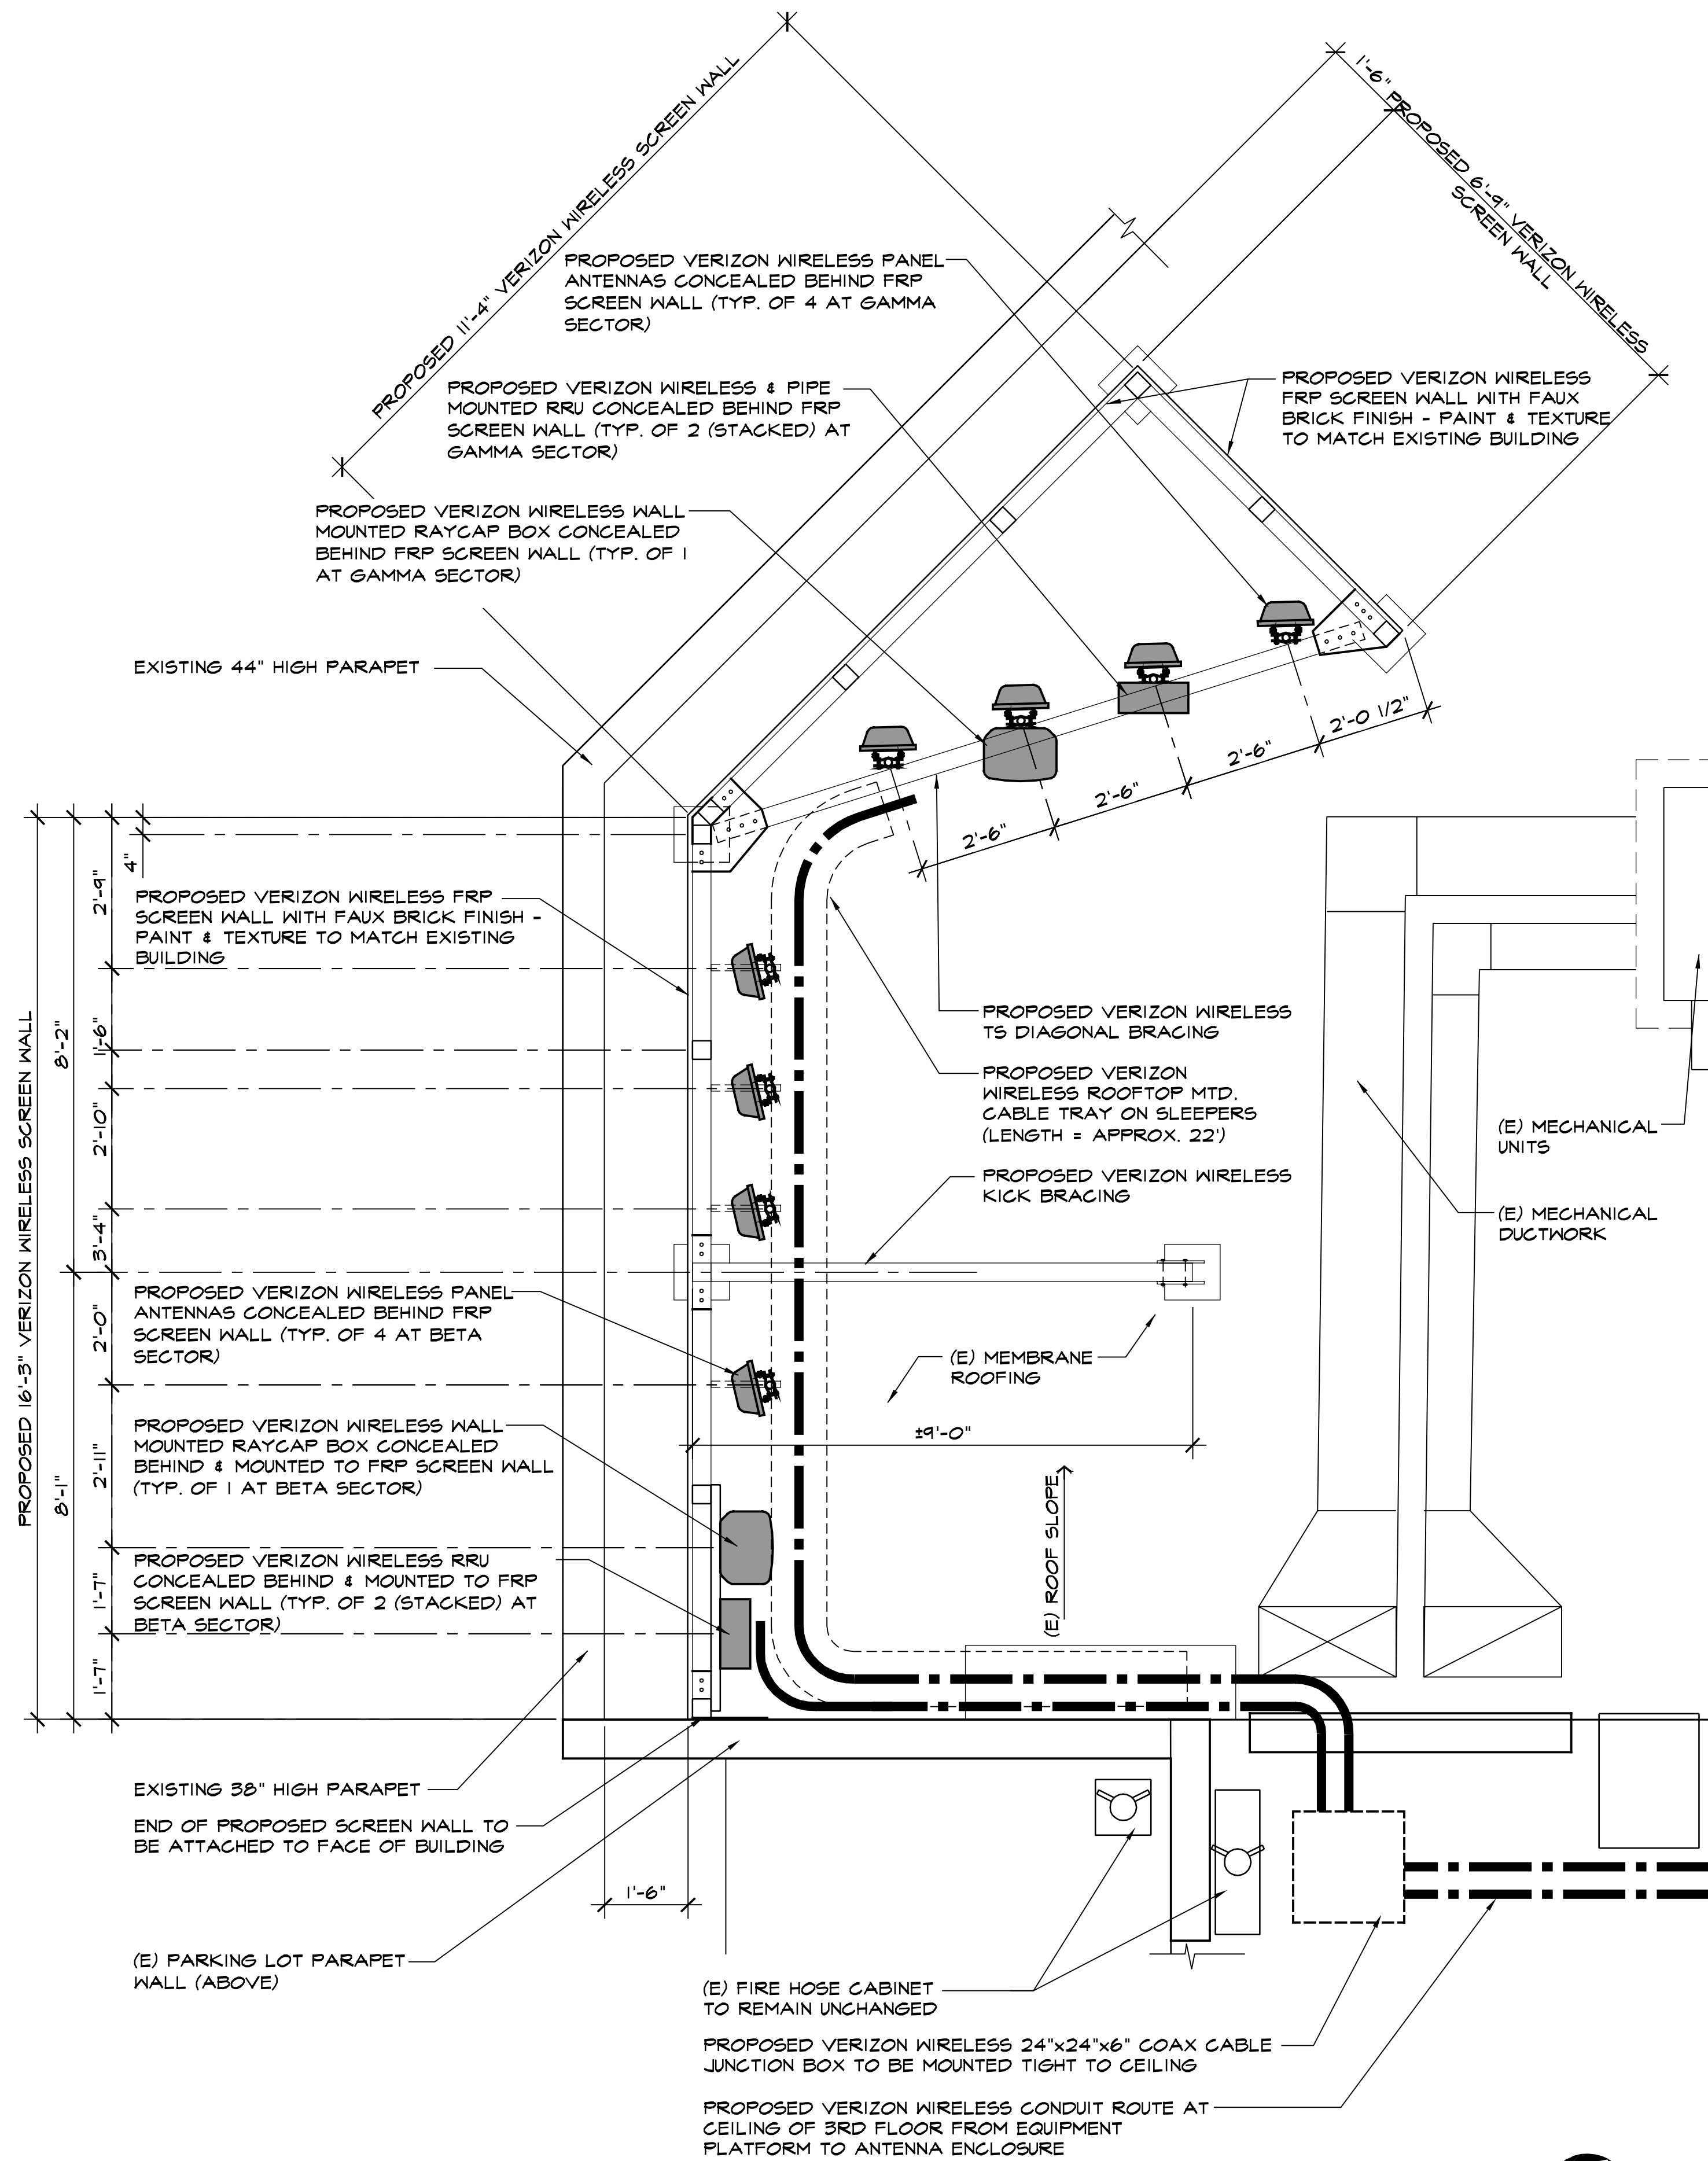 PROPOSED 11'-4" VERIZON WIRELESS SCREEN WALL
1'-6"
PROPOSED 6'-9" VERIZON WIRELESS
SCREEN WALL
PROPOSED VERIZON WIRELESS PANEL
ANTENNAS CONCEALED BEHIND FRP
SCREEN WALL (TYP. OF 4 AT GAMMA
SECTOR)
PROPOSED VERIZON WIRELESS & PIPE
MOUNTED RRU CONCEALED BEHIND FRP
SCREEN WALL (TYP. OF 2 (STACKED) AT
GAMMA SECTOR)
PROPOSED VERIZON WIRELESS
FRP SCREEN WALL WITH FAUX
BRICK FINISH - PAINT & TEXTURE
TO MATCH EXISTING BUILDING
PROPOSED VERIZON WIRELESS WALL
MOUNTED RAYCAP BOX CONCEALED
BEHIND FRP SCREEN WALL (TYP. OF 1
AT GAMMA SECTOR)
EXISTING 44" HIGH PARAPET
2'-6"
2'-6"
2'-6"
2'-0 1/2"
4"
2'-9"
1'-6"
2'-10"
3'-4"
2'-0"
2'-11"
1'-7"
1'-7"
8'-2"
8'-1"
PROPOSED 16'-3" VERIZON WIRELESS SCREEN WALL
PROPOSED VERIZON WIRELESS FRP
SCREEN WALL WITH FAUX BRICK FINISH -
PAINT & TEXTURE TO MATCH EXISTING
BUILDING
PROPOSED VERIZON WIRELESS
TS DIAGONAL BRACING
PROPOSED VERIZON
WIRELESS ROOFTOP MTD.
CABLE TRAY ON SLEEPERS
(LENGTH = APPROX. 22')
PROPOSED VERIZON WIRELESS
KICK BRACING
(E) MECHANICAL
UNITS
(E) MECHANICAL
DUCTWORK
PROPOSED VERIZON WIRELESS PANEL
ANTENNAS CONCEALED BEHIND FRP
SCREEN WALL (TYP. OF 4 AT BETA
SECTOR)
(E) MEMBRANE
ROOFING
±9'-0"
PROPOSED VERIZON WIRELESS WALL
MOUNTED RAYCAP BOX CONCEALED
BEHIND & MOUNTED TO FRP SCREEN WALL
(TYP. OF 1 AT BETA SECTOR)
(E) ROOF SLOPE
PROPOSED VERIZON WIRELESS RRU
CONCEALED BEHIND & MOUNTED TO FRP
SCREEN WALL (TYP. OF 2 (STACKED) AT
BETA SECTOR)
EXISTING 38" HIGH PARAPET
END OF PROPOSED SCREEN WALL TO
BE ATTACHED TO FACE OF BUILDING
1'-6"
(E) PARKING LOT PARAPET
WALL (ABOVE)
(E) FIRE HOSE CABINET
TO REMAIN UNCHANGED
PROPOSED VERIZON WIRELESS 24"x24"x6" COAX CABLE
JUNCTION BOX TO BE MOUNTED TIGHT TO CEILING
PROPOSED VERIZON WIRELESS CONDUIT ROUTE AT
CEILING OF 3RD FLOOR FROM EQUIPMENT
PLATFORM TO ANTENNA ENCLOSURE